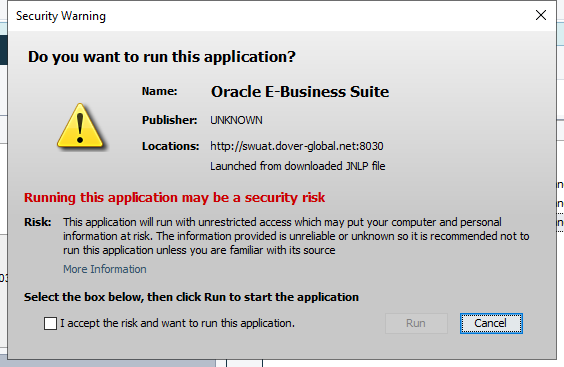 Security Warning
Do you want to run this application?
Name: Oracle E-Business Suite
Publisher: UNKNOWN
Locations: http://swuat.dover-global.net:8030
Launched from downloaded JNLP file
Running this application may be a security risk
Risk: This application will run with unrestricted access which may put your computer and personal
information at risk. The information provided is unreliable or unknown so it is recommended not to
run this application unless you are familiar with its source
More Information
Select the box below, then click Run to start the application
I accept the risk and want to run this application.
Run
Cancel